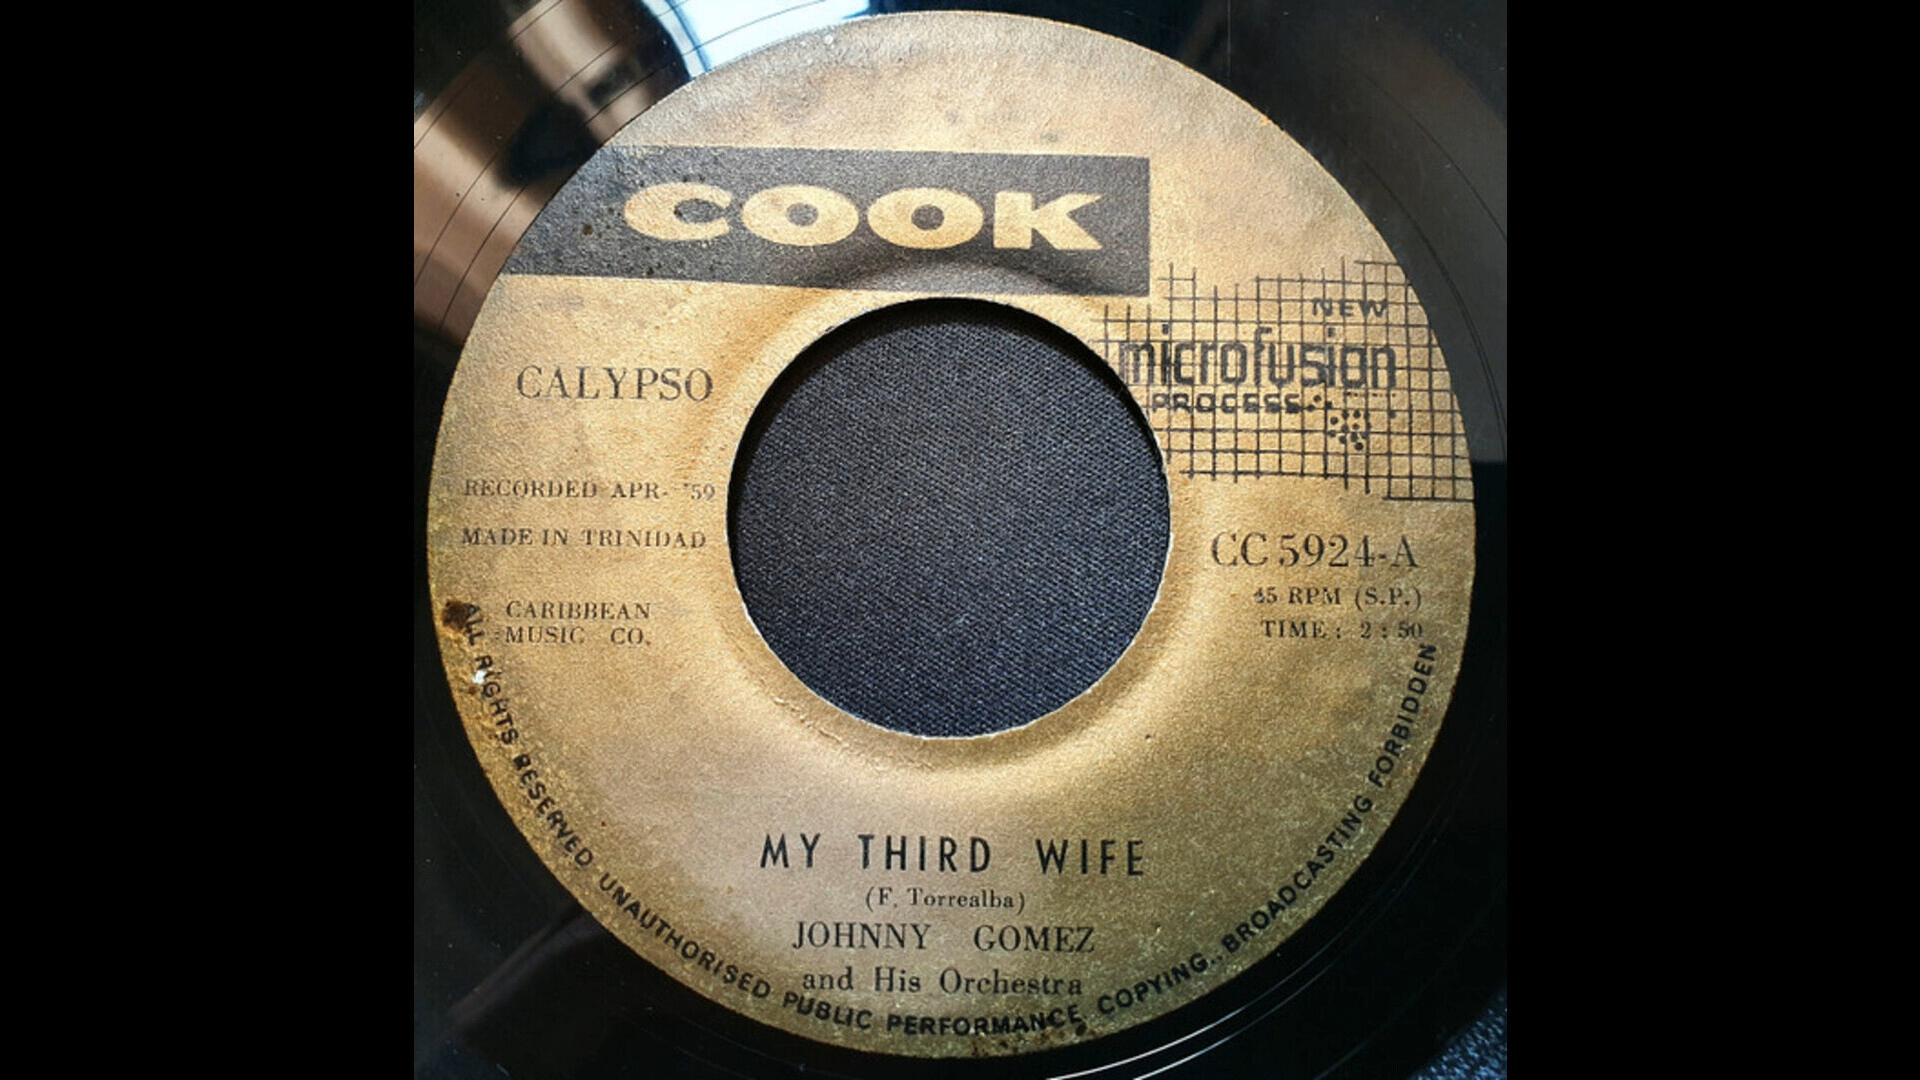 COOK
NEW
microfusion
PROCESS
CALYPSO
RECORDED APR- '59
MADE IN TRINIDAD
CARIBBEAN
MUSIC CO.
CC 5924-A
45 RPM (S.P.)
TIME : 2 : 50
MY THIRD WIFE
(F. Torrealba)
JOHNNY GOMEZ
and His Orchestra
ALL RIGHTS RESERVED UNAUTHORISED PUBLIC PERFORMANCE COPYING., BROADCASTING FORBIDDEN